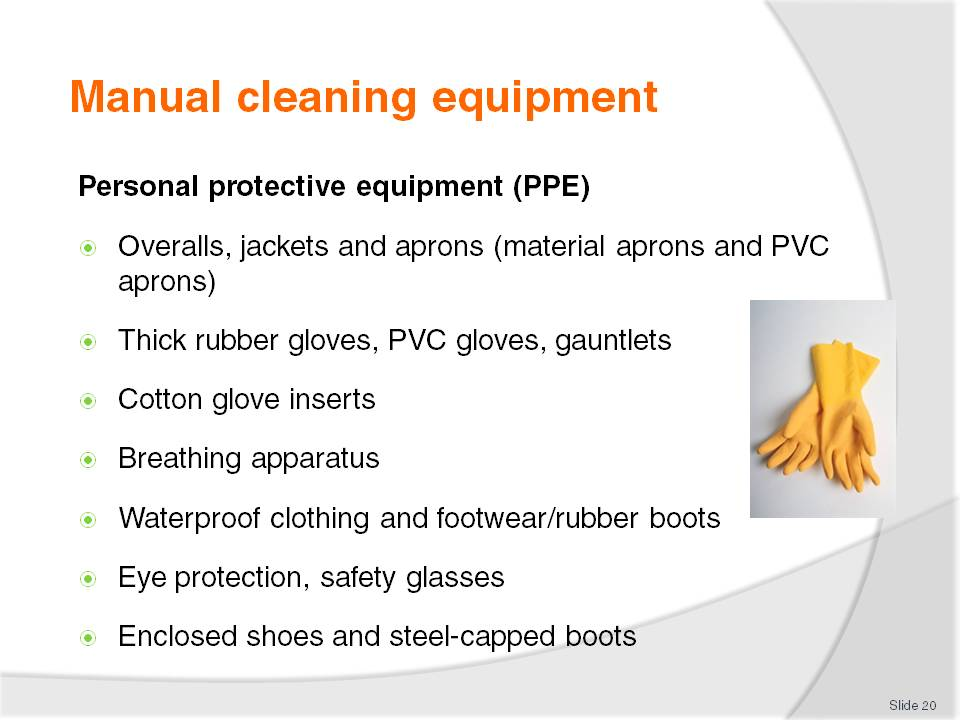 Manual cleaning equipment
Personal protective equipment (PPE)
Overalls, jackets and aprons (material aprons and PVC
aprons)
Thick rubber gloves, PVC gloves, gauntlets
Cotton glove inserts
Breathing apparatus
Waterproof clothing and footwear/rubber boots
Eye protection, safety glasses
Enclosed shoes and steel-capped boots
Slide 20